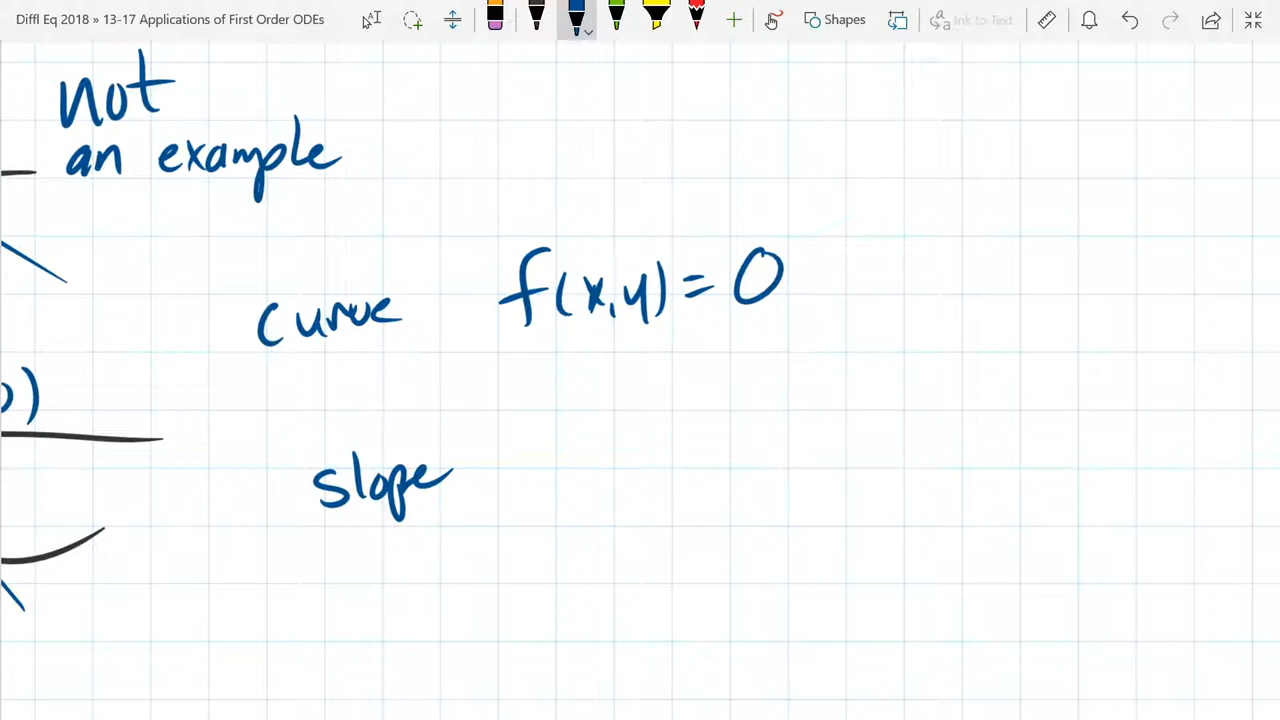 Diffl Eq 2018 » 13-17 Applications of First Order ODEs
Shapes
Ink to Text
not
an example
curve f(x,y) = 0
)
slope